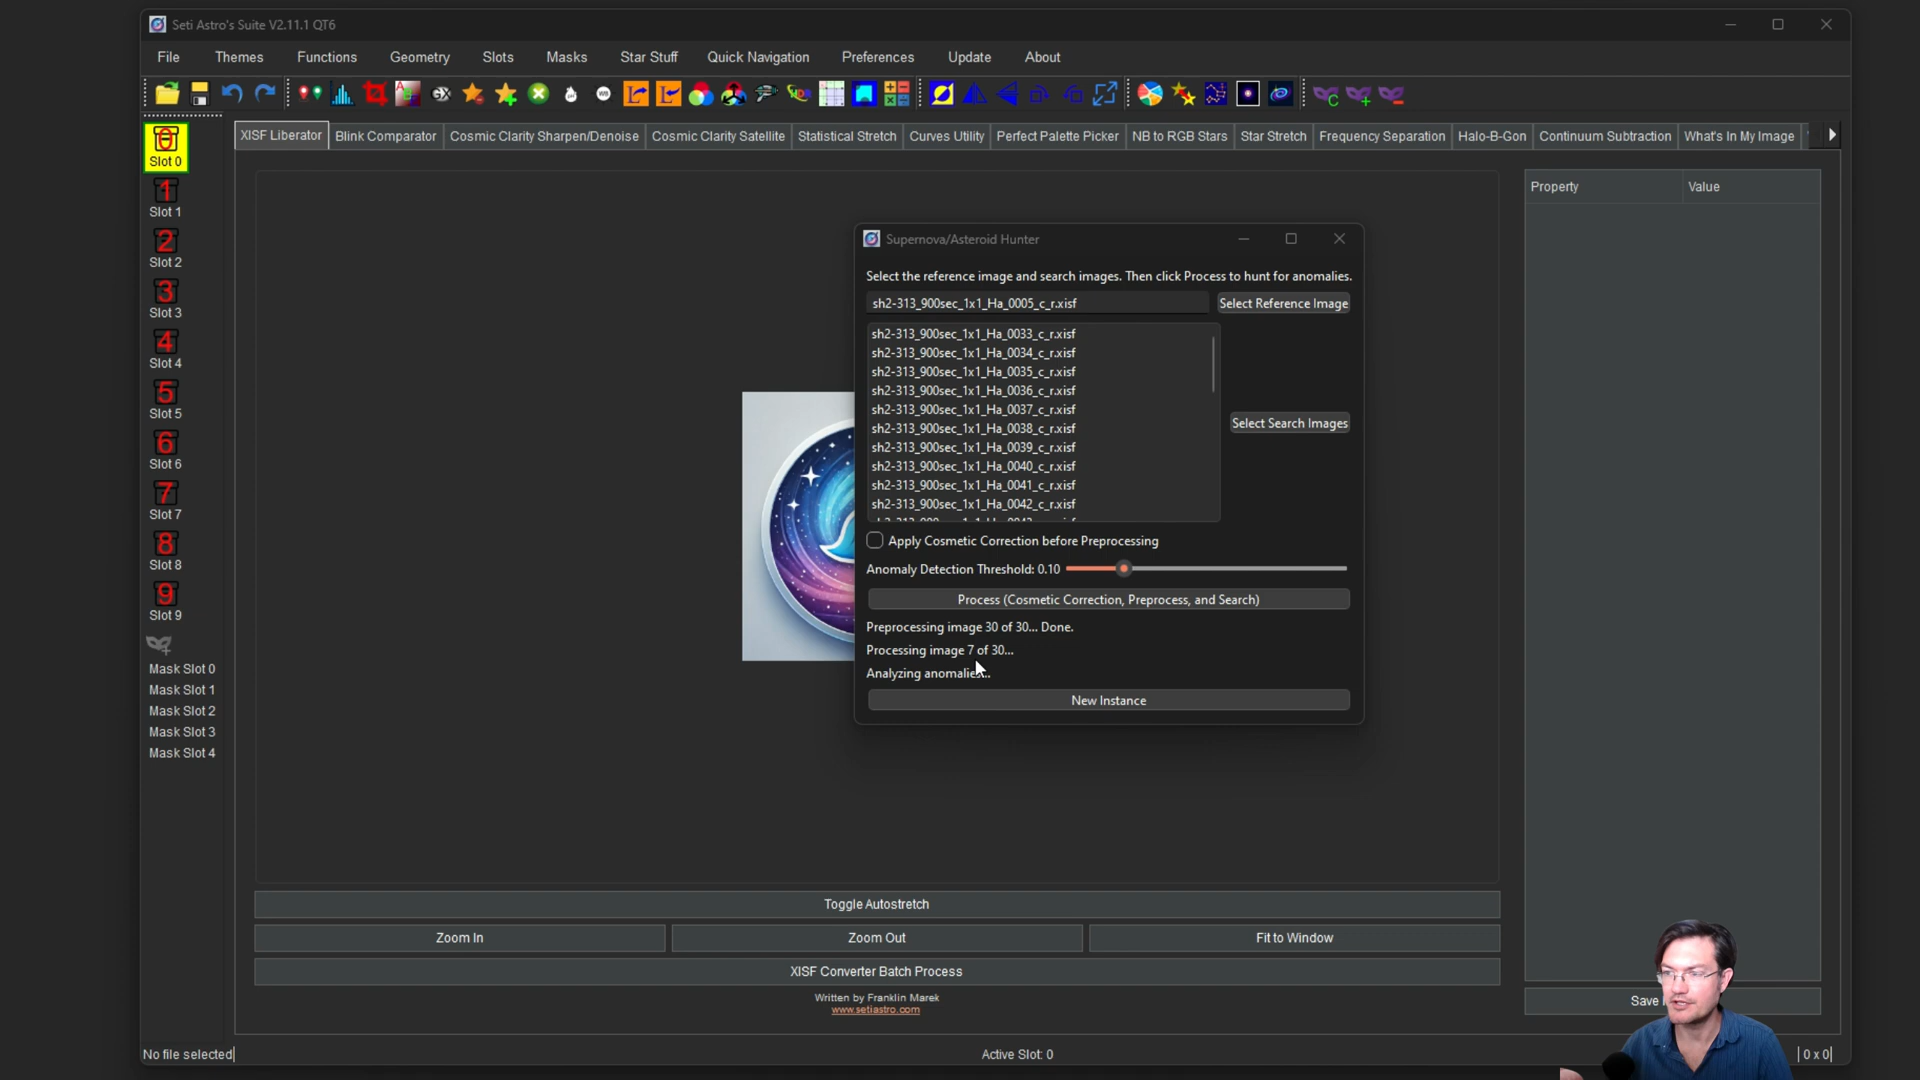 Seti Astro's Suite V2.11.1 QT6
File Themes Functions Geometry Slots Masks Star Stuff Quick Navigation Preferences Update About
XISF Liberator Blink Comparator Cosmic Clarity Sharpen/Denoise Cosmic Clarity Satellite Statistical Stretch Curves Utility Perfect Palette Picker NB to RGB Stars Star Stretch Frequency Separation Halo-B-Gon Continuum Subtraction What's In My Image
0
Slot 0
1
Slot 1
2
Slot 2
3
Slot 3
4
Slot 4
5
Slot 5
6
Slot 6
7
Slot 7
8
Slot 8
9
Slot 9
Mask Slot 0
Mask Slot 1
Mask Slot 2
Mask Slot 3
Mask Slot 4
Supernova/Asteroid Hunter
Select the reference image and search images. Then click Process to hunt for anomalies.
sh2-313_900sec_1x1_Ha_0005_c_r.xisf Select Reference Image
sh2-313_900sec_1x1_Ha_0033_c_r.xisf
sh2-313_900sec_1x1_Ha_0034_c_r.xisf
sh2-313_900sec_1x1_Ha_0035_c_r.xisf
sh2-313_900sec_1x1_Ha_0036_c_r.xisf
sh2-313_900sec_1x1_Ha_0037_c_r.xisf
sh2-313_900sec_1x1_Ha_0038_c_r.xisf
sh2-313_900sec_1x1_Ha_0039_c_r.xisf
sh2-313_900sec_1x1_Ha_0040_c_r.xisf
sh2-313_900sec_1x1_Ha_0041_c_r.xisf
sh2-313_900sec_1x1_Ha_0042_c_r.xisf
Select Search Images
Apply Cosmetic Correction before Preprocessing
Anomaly Detection Threshold: 0.10
Process (Cosmetic Correction, Preprocess, and Search)
Preprocessing image 30 of 30... Done.
Processing image 7 of 30...
Analyzing anomalies...
New Instance
Property Value
Toggle Autostretch
Zoom In Zoom Out Fit to Window
XISF Converter Batch Process
Written by Franklin Marek
www.setiastro.com
Save
No file selected Active Slot: 0 0 x 0